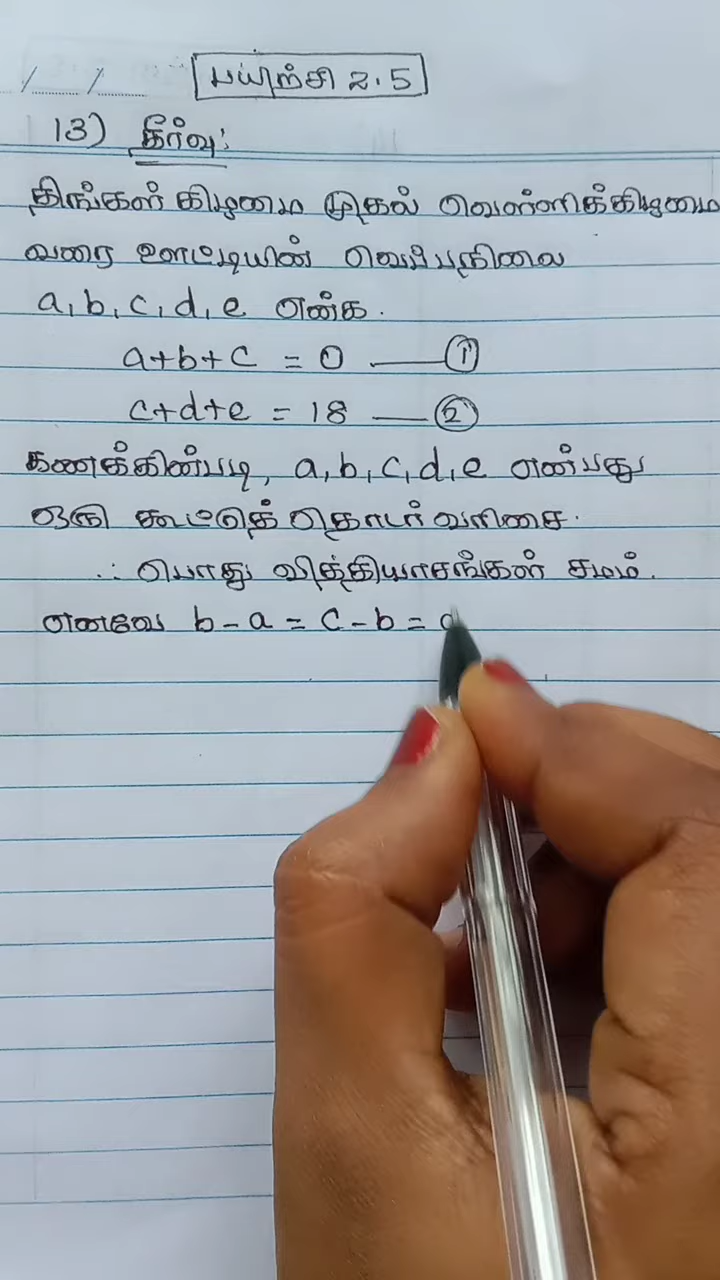 பயிற்சி 2.5
13) தீர்வு:
திங்கள் கிழமை முதல் வெள்ளிக்கிழமை
வரை ஊட்டியின் வெப்பநிலை
a, b, c, d, e என்க.
a+b+c = 0 —— ①
c+d+e = 18 —— ②
கணக்கின்படி, a, b, c, d, e என்பது
ஒரு கூட்டுத் தொடர் வரிசை.
∴ பொது வித்தியாசங்கள் சமம்.
எனவே b - a = c - b =